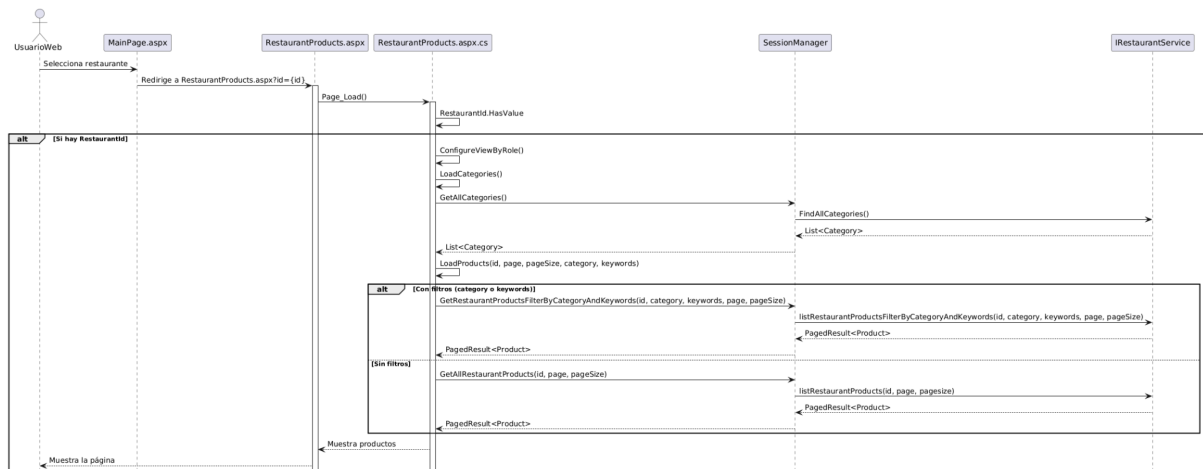 UsuarioWeb
MainPage.aspx
RestaurantProducts.aspx
RestaurantProducts.aspx.cs
SessionManager
IRestaurantService
Selecciona restaurante
Redirige a RestaurantProducts.aspx?id={id}
Page_Load()
RestaurantId.HasValue
alt
[Si hay RestaurantId]
ConfigureViewByRole()
LoadCategories()
GetAllCategories()
FindAllCategories()
List<Category>
List<Category>
LoadProducts(id, page, pageSize, category, keywords)
alt
[Con filtros (category o keywords)]
GetRestaurantProductsFilterByCategoryAndKeywords(id, category, keywords, page, pageSize)
listRestaurantProductsFilterByCategoryAndKeywords(id, category, keywords, page, pageSize)
PagedResult<Product>
PagedResult<Product>
[Sin filtros]
GetAllRestaurantProducts(id, page, pageSize)
listRestaurantProducts(id, page, pagesize)
PagedResult<Product>
PagedResult<Product>
Muestra productos
Muestra la página